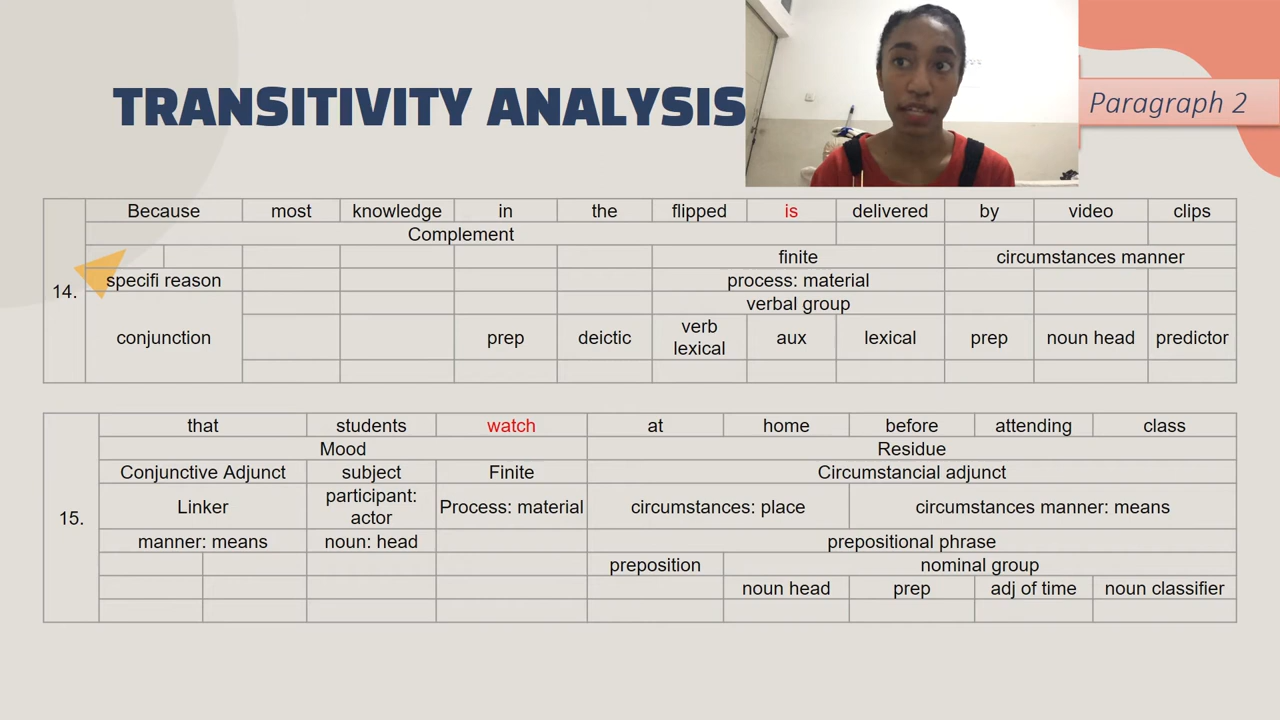 TRANSITIVITY ANALYSIS
Paragraph 2
14.
Because most knowledge in the flipped is delivered by video clips
Complement
finite circumstances manner
specifi reason process: material
verbal group
conjunction prep deictic verb lexical aux lexical prep noun head predictor
15.
that students watch at home before attending class
Mood Residue
Conjunctive Adjunct subject Finite Circumstancial adjunct
Linker participant: actor Process: material circumstances: place circumstances manner: means
manner: means noun: head prepositional phrase
preposition nominal group
noun head prep adj of time noun classifier